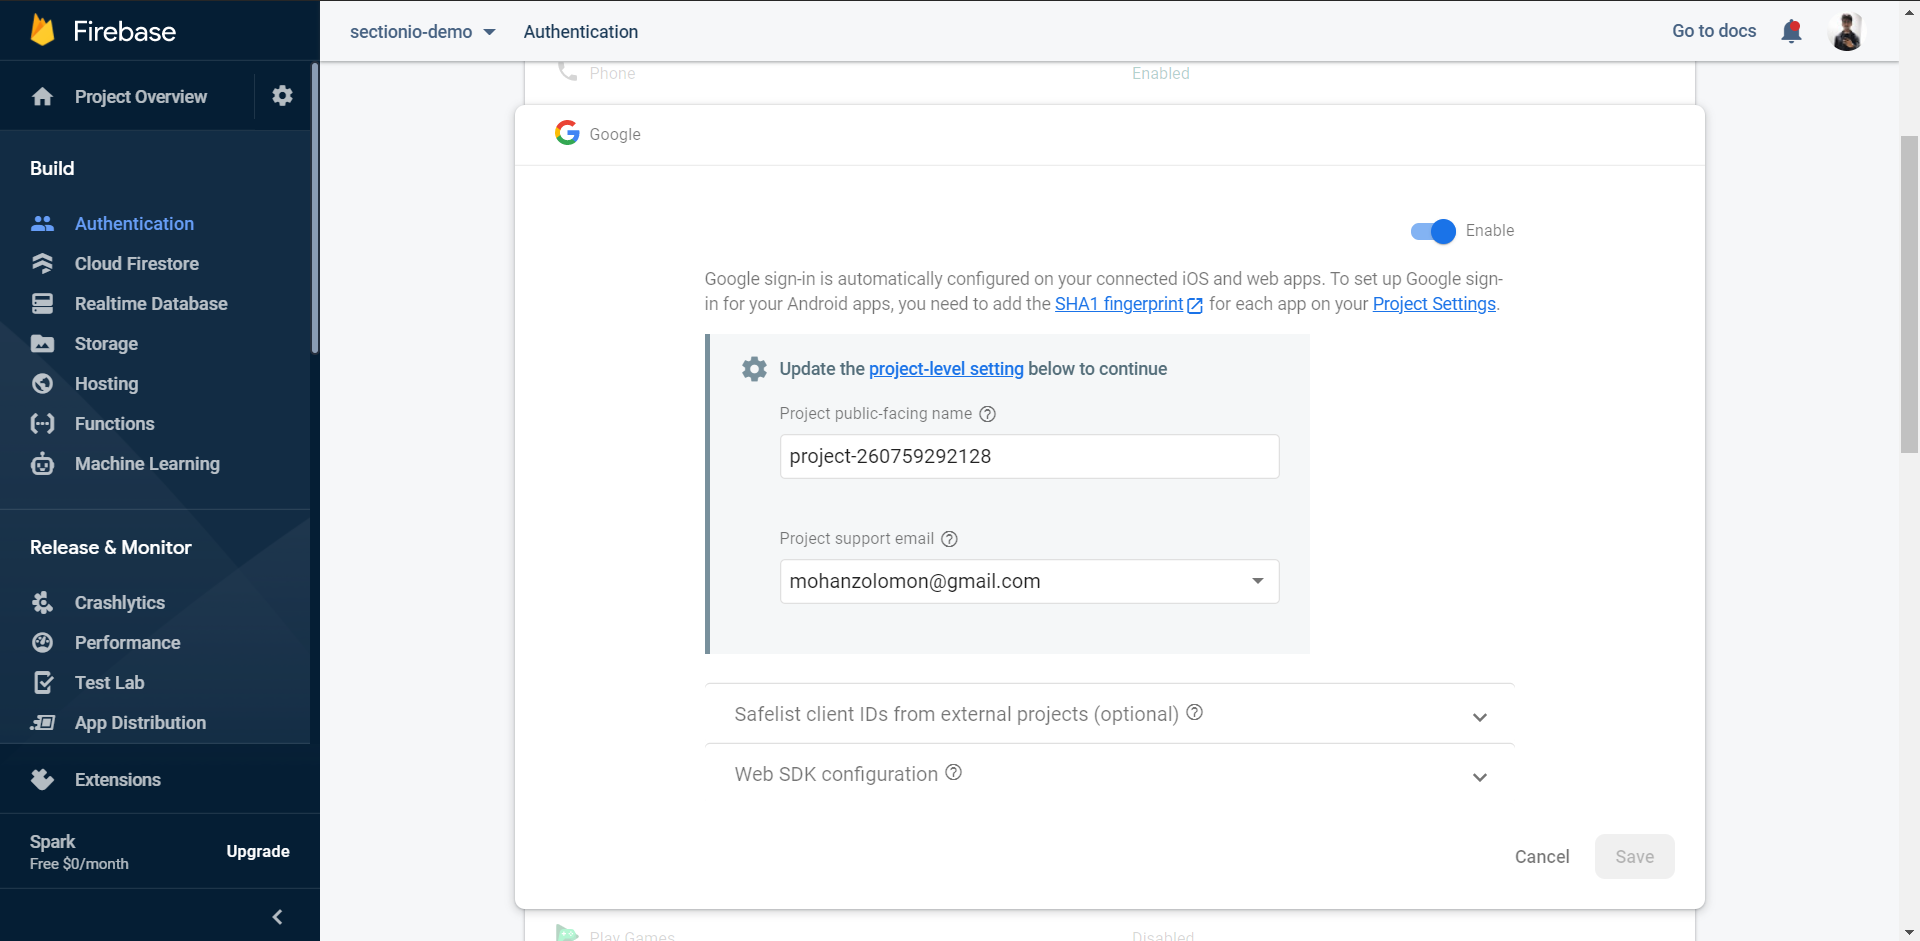 Firebase
sectionio-demo
Authentication
Go to docs
Project Overview
Build
Authentication
Cloud Firestore
Realtime Database
Storage
Hosting
Functions
Machine Learning
Release & Monitor
Crashlytics
Performance
Test Lab
App Distribution
Extensions
Spark
Free $0/month
Upgrade
Phone
Enabled
Google
Enable
Google sign-in is automatically configured on your connected iOS and web apps. To set up Google sign-
in for your Android apps, you need to add the SHA1 fingerprint for each app on your Project Settings.
Update the project-level setting below to continue
Project public-facing name
project-260759292128
Project support email
mohanzolomon@gmail.com
Safelist client IDs from external projects (optional)
Web SDK configuration
Cancel
Save
Play Games
Disabled